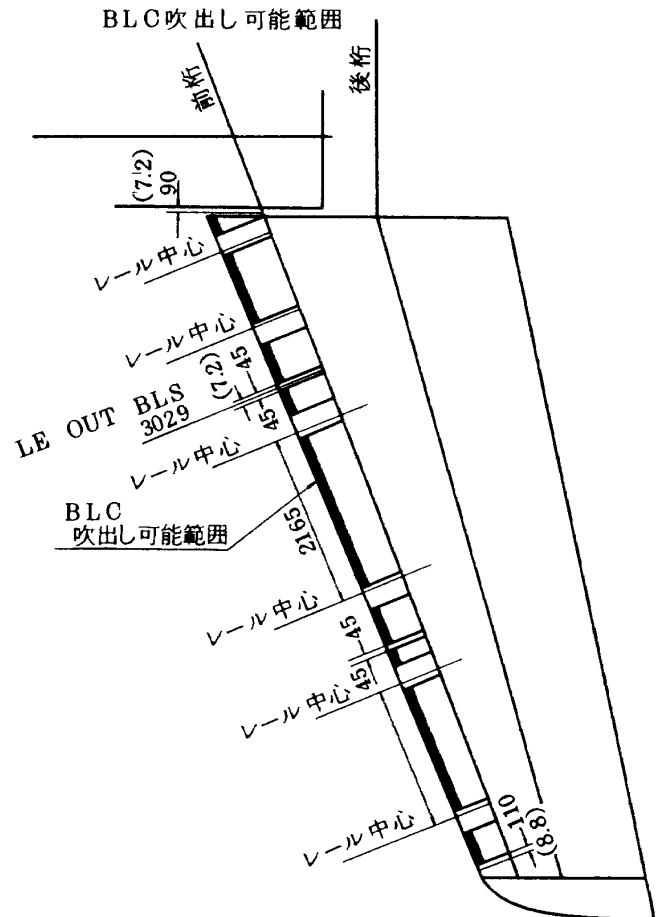 BLC吹出し可能範囲
前桁
後桁
(7.2)
90
レール中心
レール中心
45
(7.2)
45
LE OUT BLS
3029
レール中心
BLC
吹出し可能範囲
2165
レール中心
45
45
レール中心
レール中心
110
(8.8)